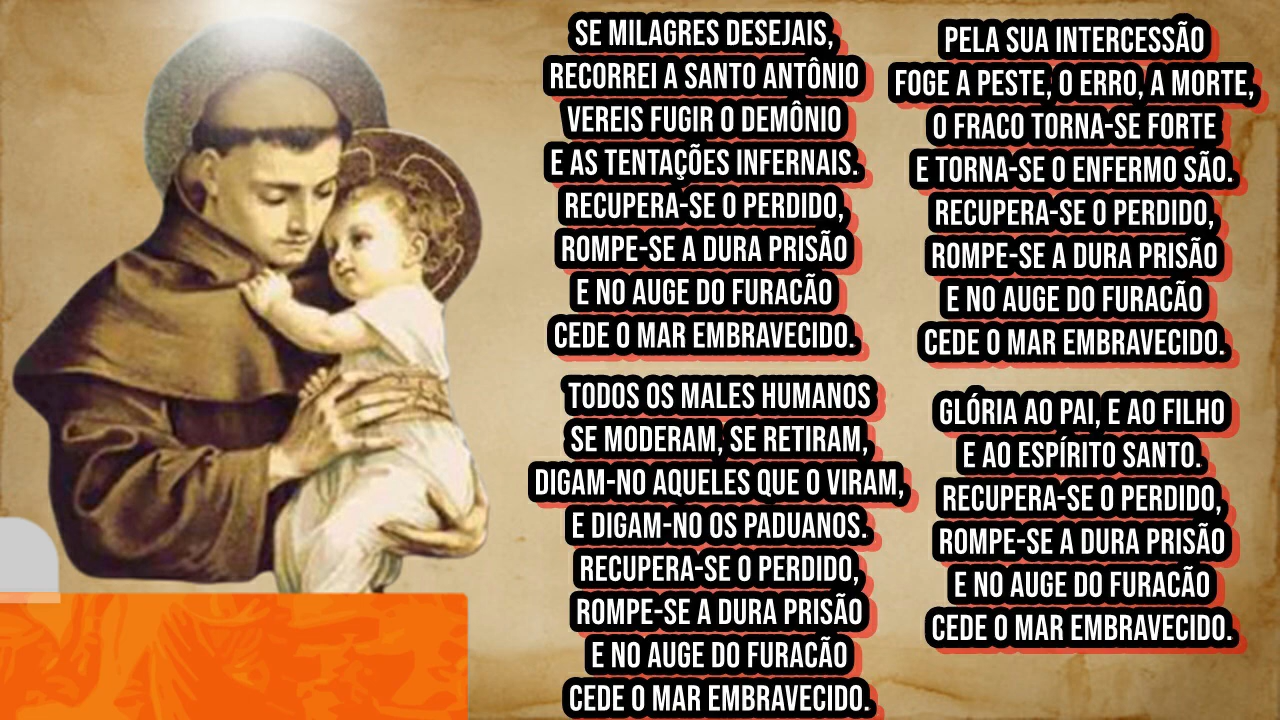 SE MILAGRES DESEJAIS,
RECORREI A SANTO ANTÔNIO
VEREIS FUGIR O DEMÔNIO
E AS TENTAÇÕES INFERNAIS.
RECUPERA-SE O PERDIDO,
ROMPE-SE A DURA PRISÃO
E NO AUGE DO FURACÃO
CEDE O MAR EMBRAVECIDO.
TODOS OS MALES HUMANOS
SE MODERAM, SE RETIRAM,
DIGAM-NO AQUELES QUE O VIRAM,
E DIGAM-NO OS PADUANOS.
RECUPERA-SE O PERDIDO,
ROMPE-SE A DURA PRISÃO
E NO AUGE DO FURACÃO
CEDE O MAR EMBRAVECIDO.
PELA SUA INTERCESSÃO
FOGE A PESTE, O ERRO, A MORTE,
O FRACO TORNA-SE FORTE
E TORNA-SE O ENFERMO SÃO.
RECUPERA-SE O PERDIDO,
ROMPE-SE A DURA PRISÃO
E NO AUGE DO FURACÃO
CEDE O MAR EMBRAVECIDO.
GLÓRIA AO PAI, E AO FILHO
E AO ESPÍRITO SANTO.
RECUPERA-SE O PERDIDO,
ROMPE-SE A DURA PRISÃO
E NO AUGE DO FURACÃO
CEDE O MAR EMBRAVECIDO.